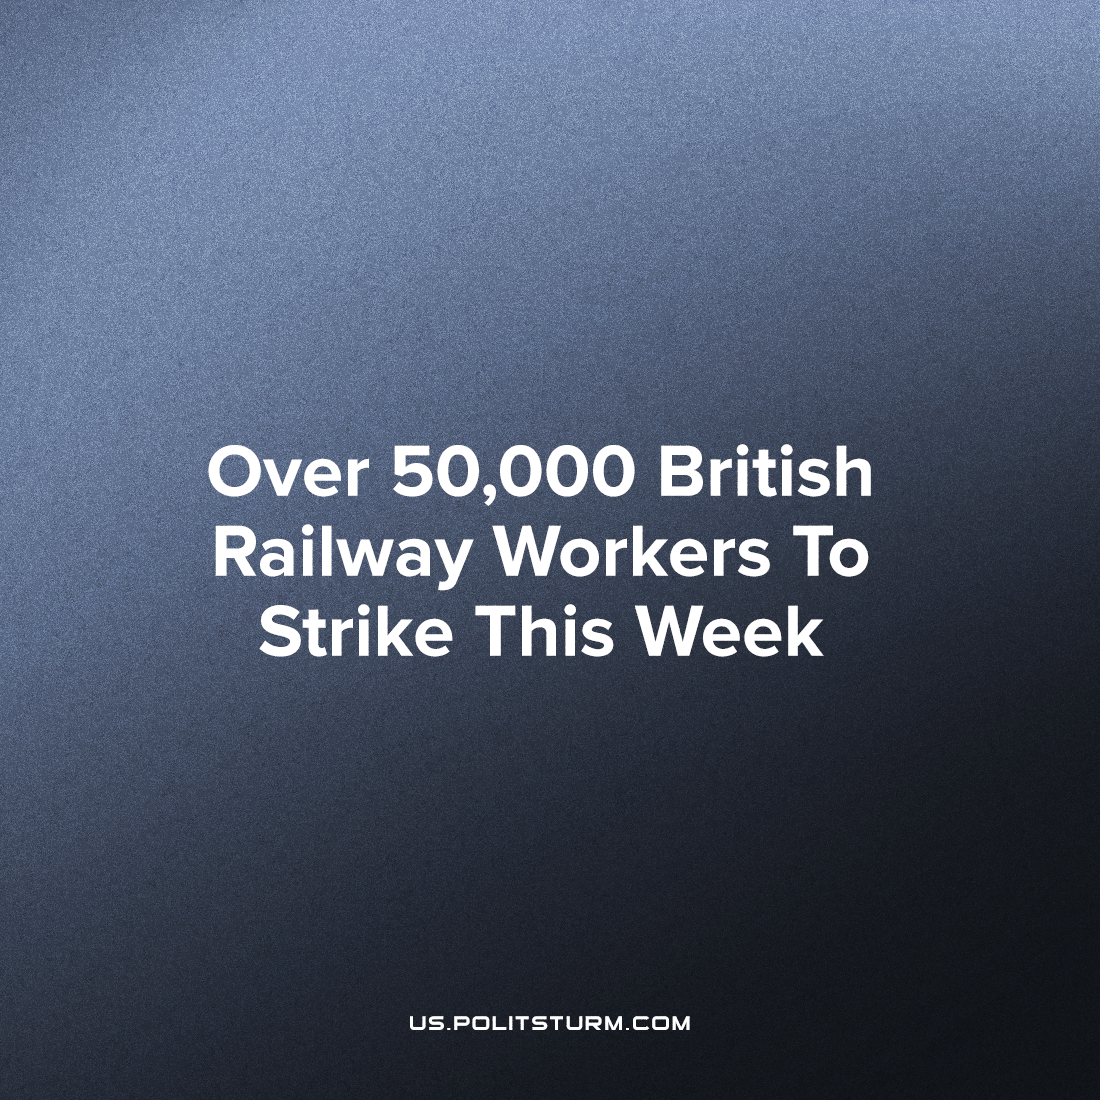 Over 50,000 British
Railway Workers To
Strike This Week
US.POLITSTURM.COM